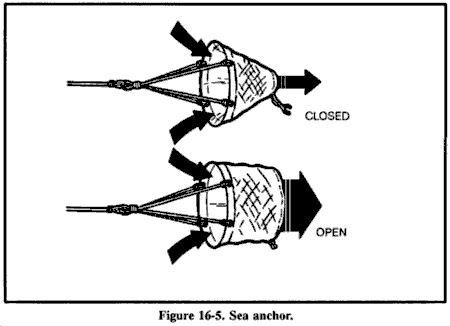 CLOSED
OPEN
Figure 16-5. Sea anchor.